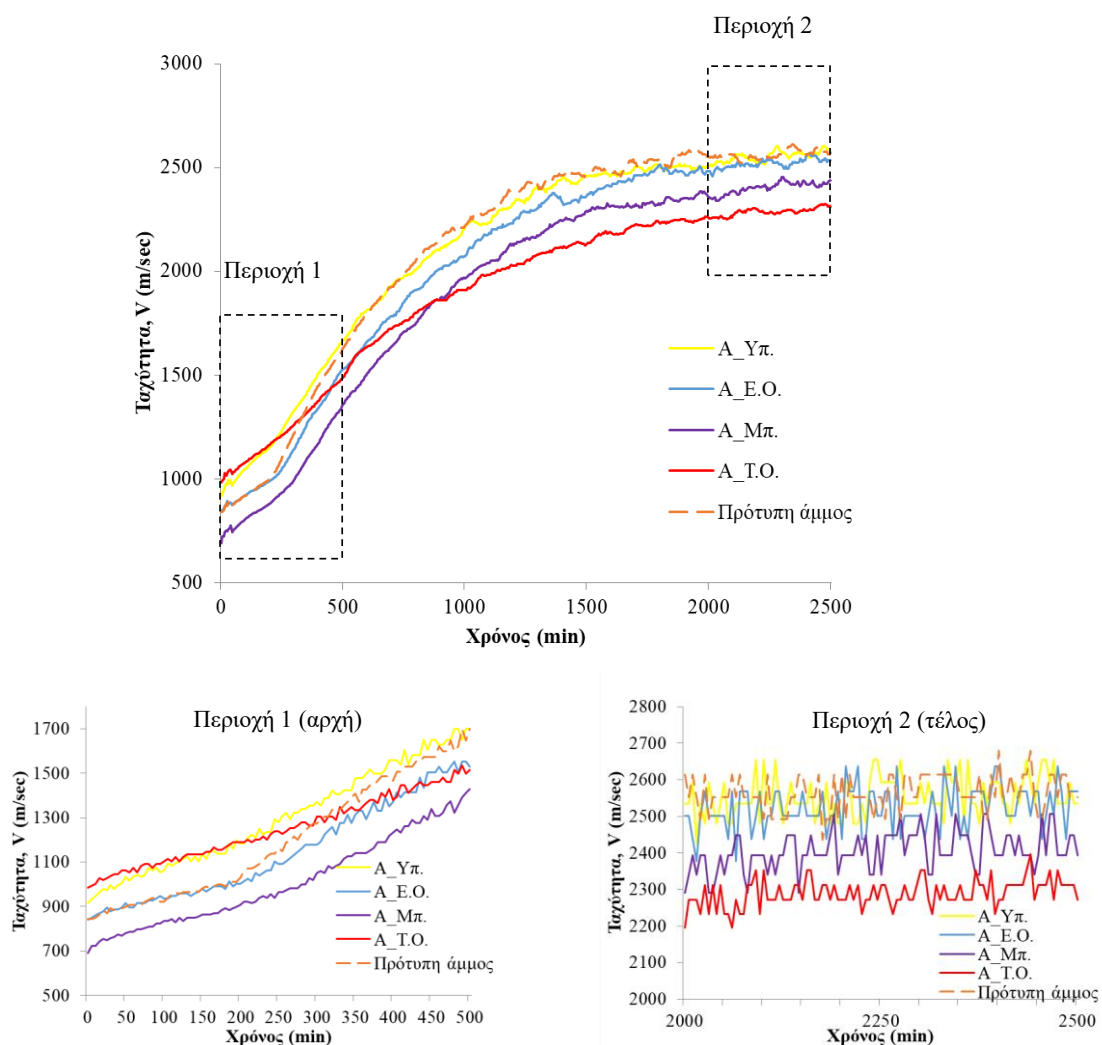 Περιοχή 2
3000
2500
2000
1500
1000
500
Ταχύτητα, V (m/sec)
Περιοχή 1
Α_Υπ.
Α_Ε.Ο.
Α_Μπ.
Α_Τ.Ο.
Πρότυπη άμμος
0 500 1000 1500 2000 2500
Χρόνος (min)
Περιοχή 1 (αρχή)
1700
1500
1300
1100
900
700
500
Ταχύτητα, V (m/sec)
Α_Υπ.
Α_Ε.Ο.
Α_Μπ.
Α_Τ.Ο.
Πρότυπη άμμος
0 50 100 150 200 250 300 350 400 450 500
Χρόνος (min)
Περιοχή 2 (τέλος)
2800
2700
2600
2500
2400
2300
2200
2100
2000
Ταχύτητα, V (m/sec)
Α_Υπ.
Α_Ε.Ο.
Α_Μπ.
Α_Τ.Ο.
Πρότυπη άμμος
2000 2250 2500
Χρόνος (min)